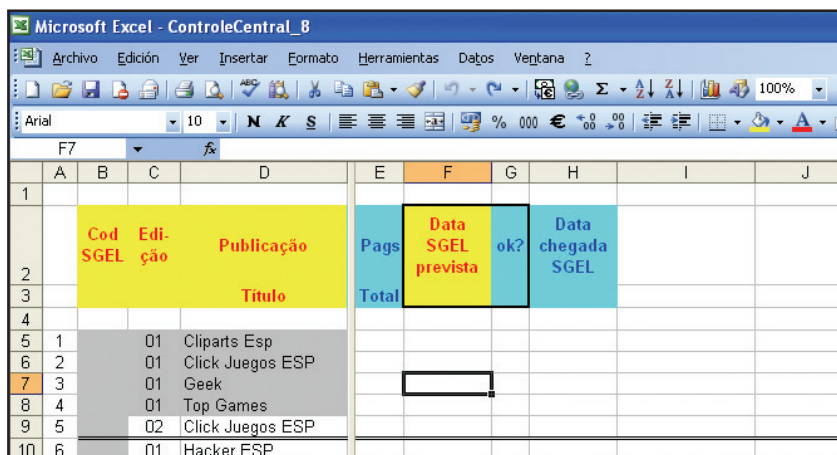 Microsoft Excel - ControleCentral_8
Archivo Edición Ver Insertar Formato Herramientas Datos Ventana ?
100%
Arial 10 N K S % 000 €
F7 fx
A B C D E F G H I J
1
2 Cod SGEL Edi-ção Publicação Pags Data SGEL prevista ok? Data chegada SGEL
3 Título Total
4
5 1 01 Cliparts Esp
6 2 01 Click Juegos ESP
7 3 01 Geek
8 4 01 Top Games
9 5 02 Click Juegos ESP
10 6 01 Hacker ESP